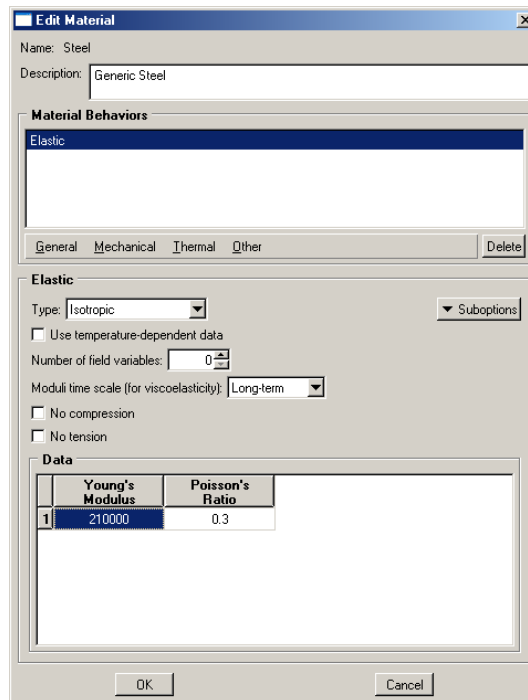 Edit Material
Name: Steel
Description: Generic Steel
Material Behaviors
Elastic
General Mechanical Thermal Other Delete
Elastic
Type: Isotropic Suboptions
Use temperature-dependent data
Number of field variables: 0
Moduli time scale (for viscoelasticity): Long-term
No compression
No tension
Data
Young's Poisson's
Modulus Ratio
1 210000 0.3
OK Cancel